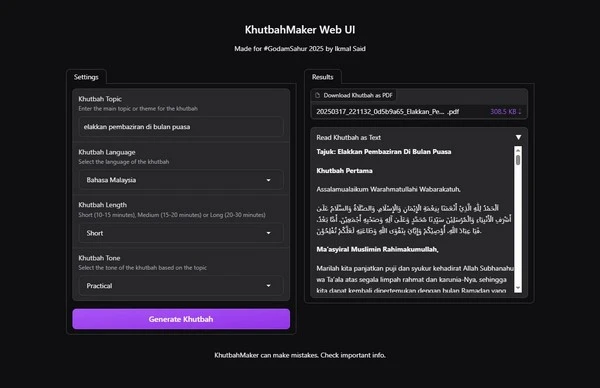 KhutbahMaker Web UI
Made for #GodamSahur 2025 by Ikmal Said
Settings
Khutbah Topic
Enter the main topic or theme for the khutbah
elakkan pembaziran di bulan puasa
Khutbah Language
Select the language of the khutbah
Bahasa Malaysia
Khutbah Length
Short (10-15 minutes), Medium (15-20 minutes) or Long (20-30 minutes)
Short
Khutbah Tone
Select the tone of the khutbah based on the topic
Practical
Generate Khutbah
Results
Download Khutbah as PDF
20250317_221132_0d5b9a65_Elakkan_Pe... .pdf 308.5 KB ↓
Read Khutbah as Text
Tajuk: Elakkan Pembaziran Di Bulan Puasa
Khutbah Pertama
Assalamualaikum Warahmatullahi Wabarakatuh,
الْحَمْدُ لِلَّهِ الَّذِيْ أَنْعَمَنَا بِنِعْمَةِ الْإِيْمَانِ وَالْإِسْلَامِ، وَالصَّلَاةُ وَالسَّلَامُ عَلَىٰ
أَشْرَفِ الْأَنْبِيَاءِ وَالْمُرْسَلِيْنَ سَيِّدِنَا مُحَمَّدٍ وَعَلَىٰ آلِهِ وَصَحْبِهِ أَجْمَعِيْنَ. أَمَّا بَعْدُ،
فَيَا عِبَادَ اللَّهِ، أُوْصِيْكُمْ وَإِيَّايَ بِتَقْوَى اللَّهِ وَطَاعَتِهِ لَعَلَّكُمْ تُفْلِحُوْنَ.
Ma'asyiral Muslimin Rahimakumullah,
Marilah kita panjatkan puji dan syukur kehadirat Allah Subhanahu
wa Ta'ala atas segala limpah rahmat dan karunia-Nya, sehingga
kita dapat kembali dipertemukan dengan bulan Ramadan yang
KhutbahMaker can make mistakes. Check important info.